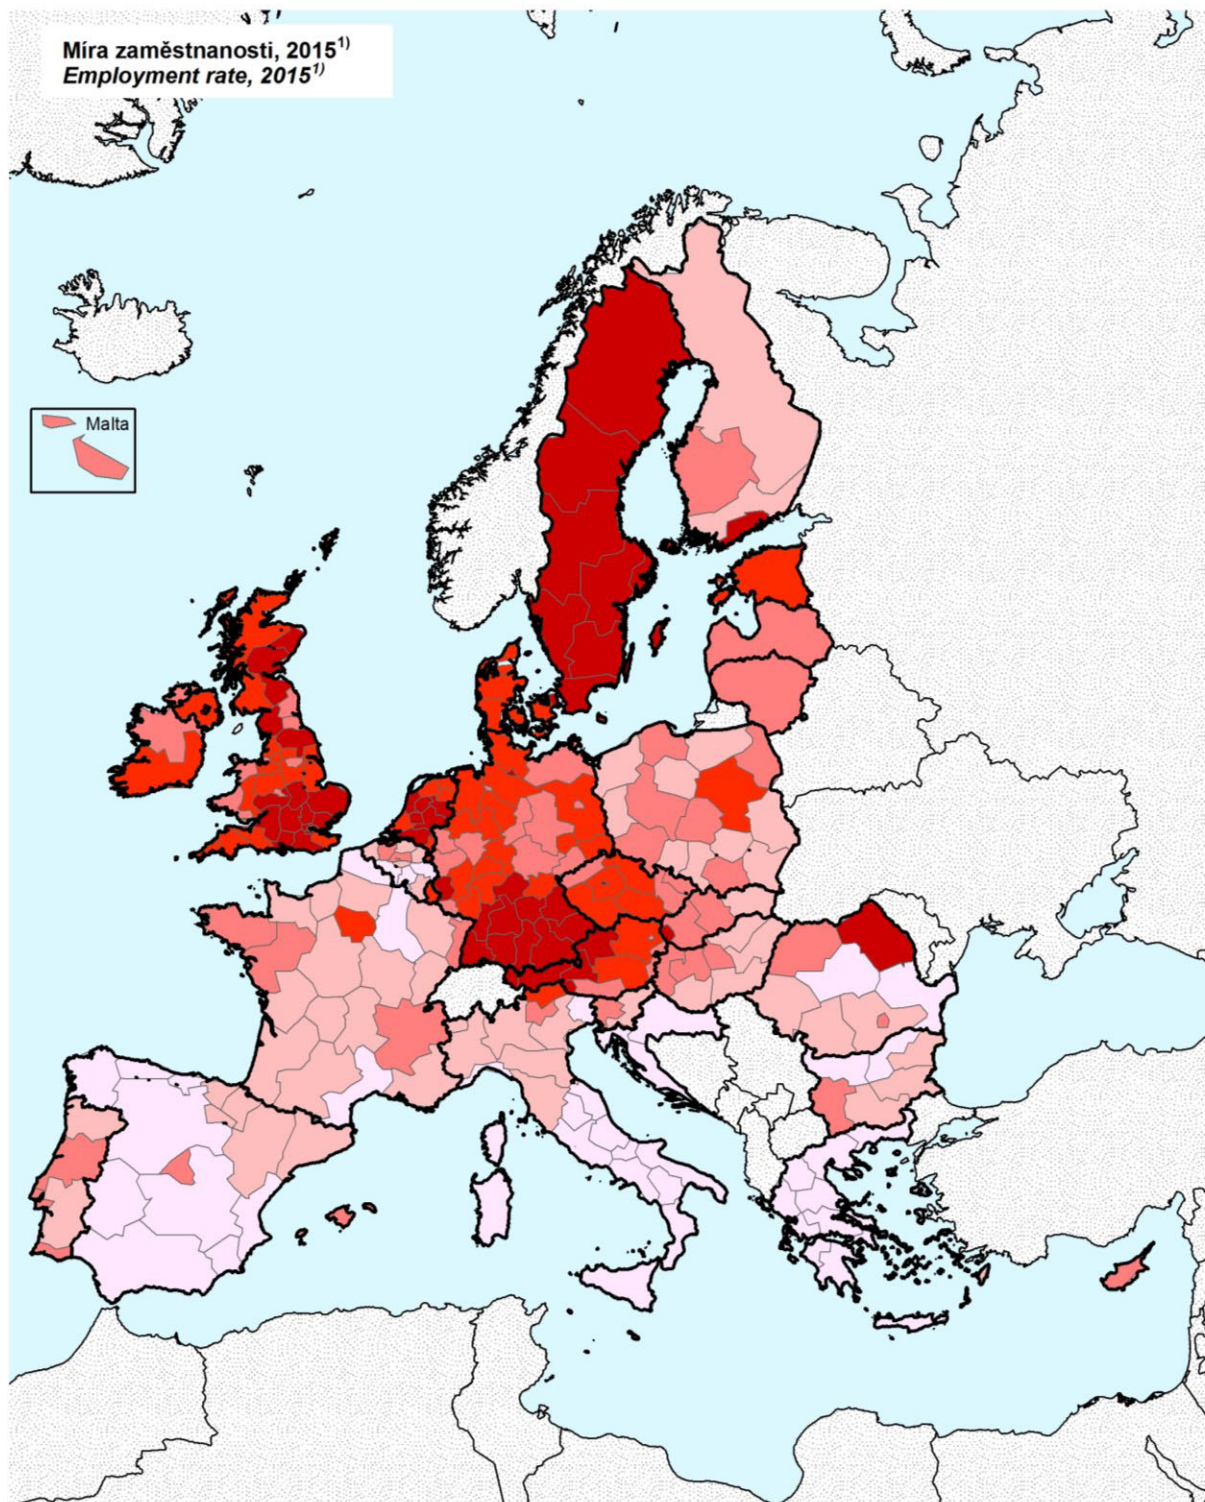 Míra zaměstnanosti, 2015¹⁾
Employment rate, 2015¹⁾
Malta